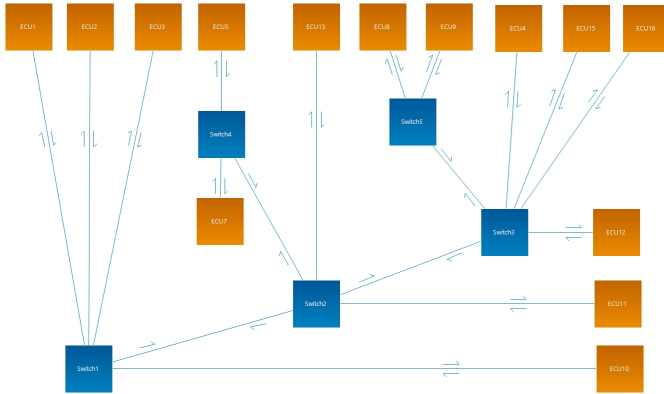 ECU1
ECU2
ECU3
ECU5
ECU13
ECU8
ECU9
ECU4
ECU15
ECU16
Switch5
Switch4
ECU7
Switch3
ECU12
Switch2
ECU11
Switch1
ECU10